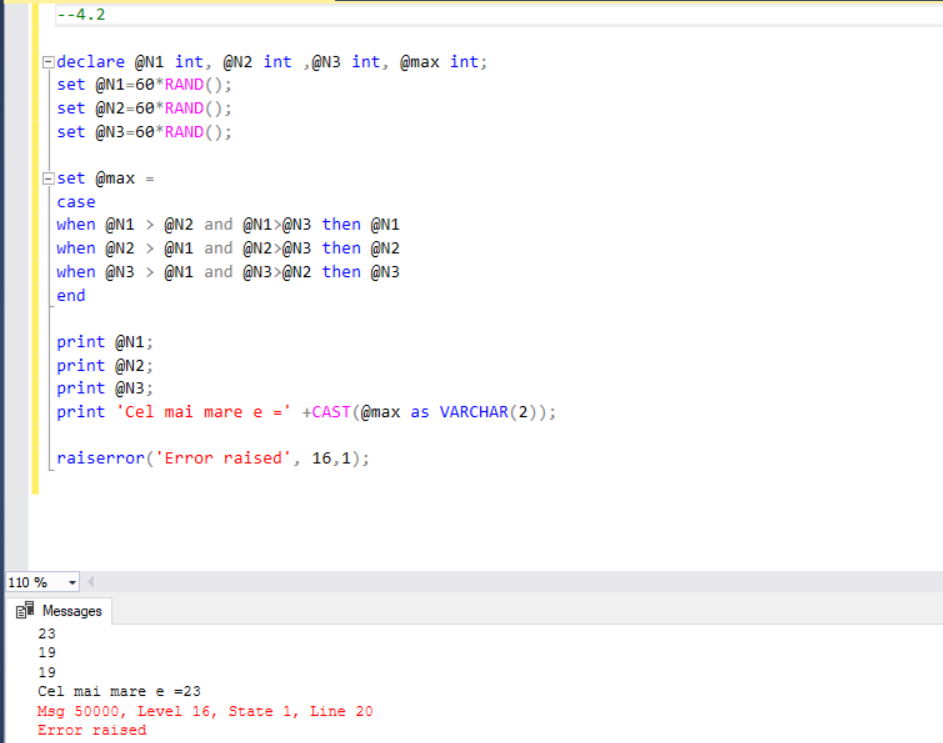 --4.2
declare @N1 int, @N2 int ,@N3 int, @max int;
set @N1=60*RAND();
set @N2=60*RAND();
set @N3=60*RAND();
set @max =
case
when @N1 > @N2 and @N1>@N3 then @N1
when @N2 > @N1 and @N2>@N3 then @N2
when @N3 > @N1 and @N3>@N2 then @N3
end
print @N1;
print @N2;
print @N3;
print 'Cel mai mare e =' +CAST(@max as VARCHAR(2));
raiserror('Error raised', 16,1);
110 %
Messages
23
19
19
Cel mai mare e =23
Msg 50000, Level 16, State 1, Line 20
Error raised